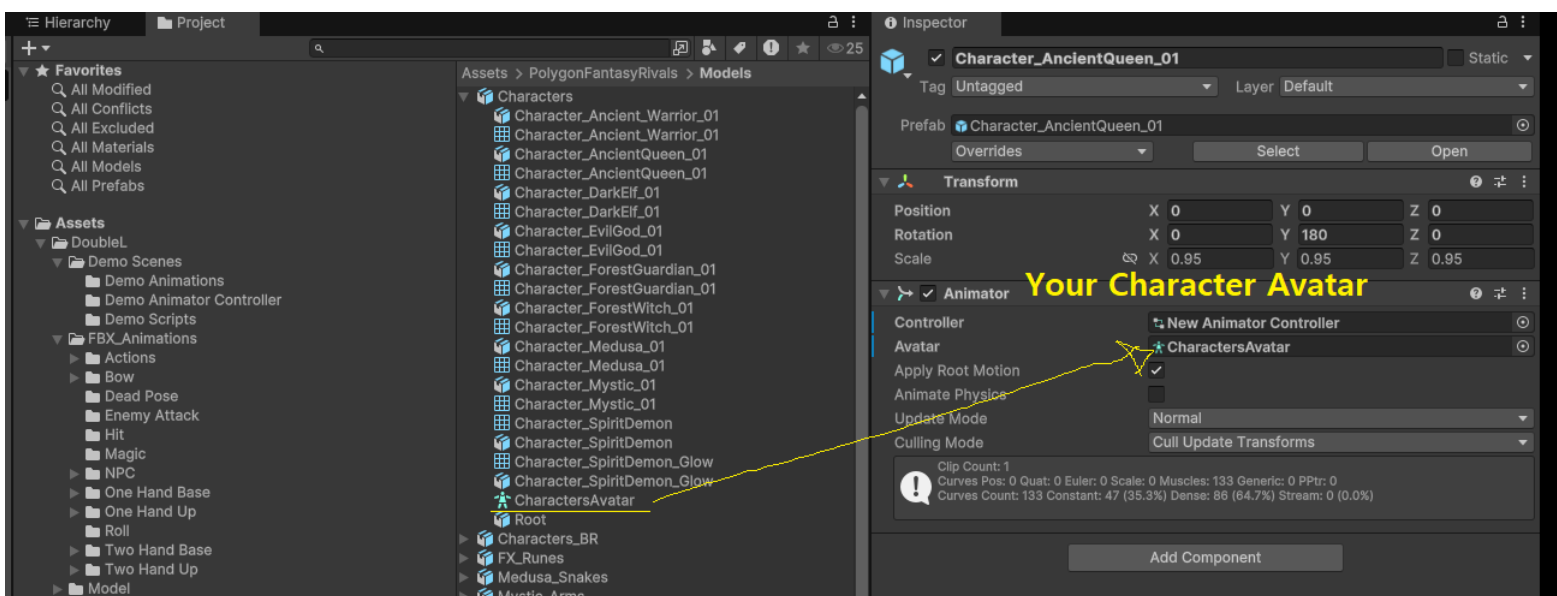 Hierarchy
Project
25
Favorites
All Modified
All Conflicts
All Excluded
All Materials
All Models
All Prefabs
Assets
DoubleL
Demo Scenes
Demo Animations
Demo Animator Controller
Demo Scripts
FBX_Animations
Actions
Bow
Dead Pose
Enemy Attack
Hit
Magic
NPC
One Hand Base
One Hand Up
Roll
Two Hand Base
Two Hand Up
Model
Assets > PolygonFantasyRivals > Models
Characters
Character_Ancient_Warrior_01
Character_Ancient_Warrior_01
Character_AncientQueen_01
Character_AncientQueen_01
Character_DarkElf_01
Character_DarkElf_01
Character_EvilGod_01
Character_EvilGod_01
Character_ForestGuardian_01
Character_ForestGuardian_01
Character_ForestWitch_01
Character_ForestWitch_01
Character_Medusa_01
Character_Medusa_01
Character_Mystic_01
Character_Mystic_01
Character_SpiritDemon
Character_SpiritDemon
Character_SpiritDemon_Glow
Character_SpiritDemon_Glow
CharactersAvatar
Root
Characters_BR
FX_Runes
Medusa_Snakes
Mystic_Arms
Inspector
Character_AncientQueen_01 Static
Tag Untagged Layer Default
Prefab Character_AncientQueen_01
Overrides Select Open
Transform
Position X 0 Y 0 Z 0
Rotation X 0 Y 180 Z 0
Scale X 0.95 Y 0.95 Z 0.95
Your Character Avatar
Animator
Controller New Animator Controller
Avatar CharactersAvatar
Apply Root Motion
Animate Physics
Update Mode Normal
Culling Mode Cull Update Transforms
Clip Count: 1
Curves Pos: 0 Quat: 0 Euler: 0 Scale: 0 Muscles: 133 Generic: 0 PPtr: 0
Curves Count: 133 Constant: 47 (35.3%) Dense: 86 (64.7%) Stream: 0 (0.0%)
Add Component